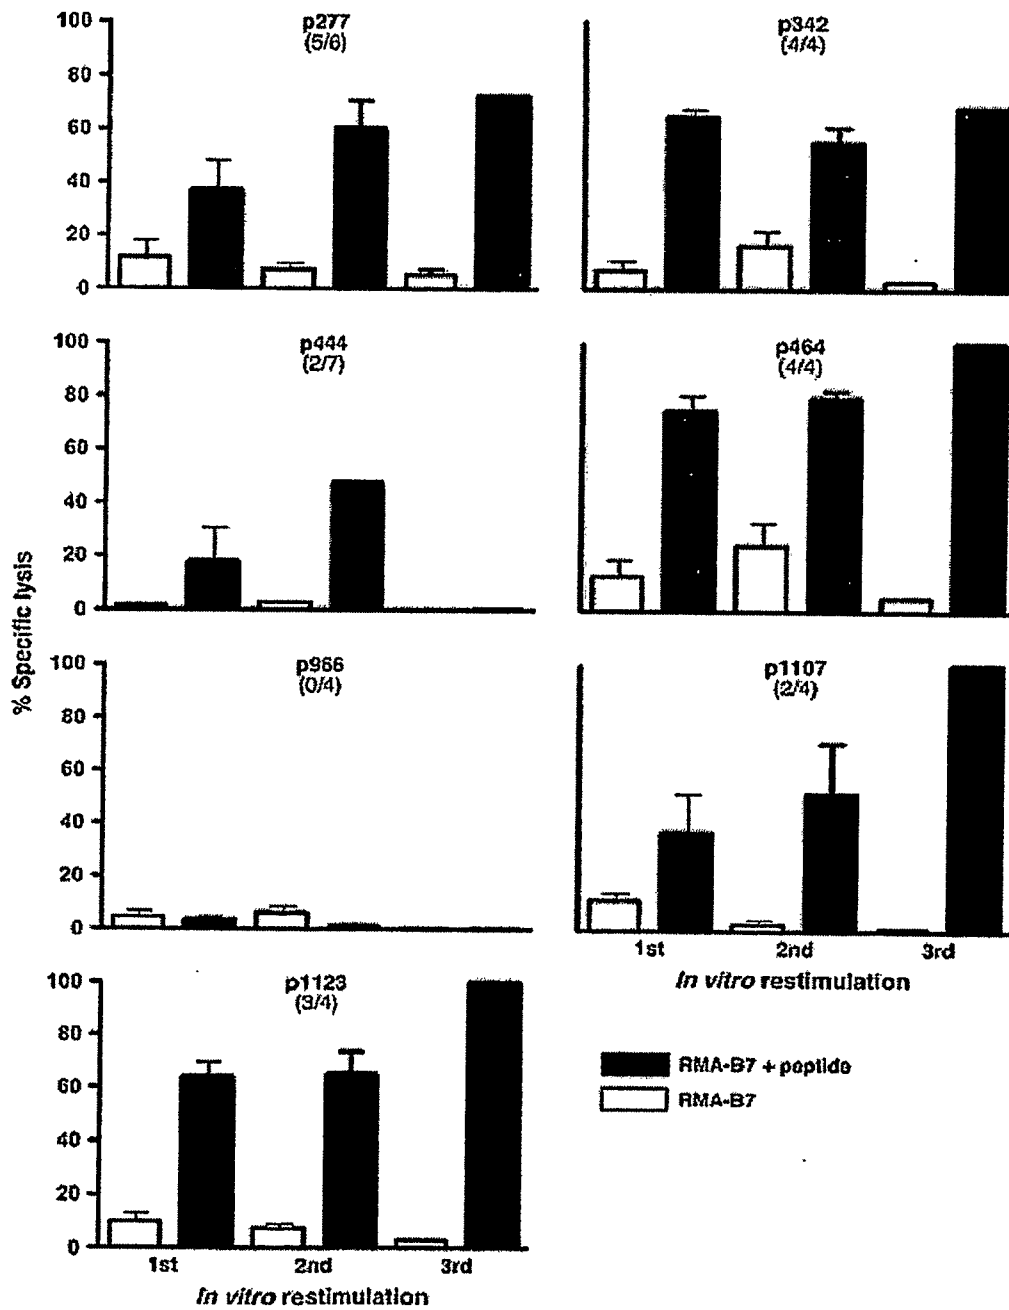 100
80
60
40
20
0
p277
(5/6)
p342
(4/4)
100
80
60
40
20
0
p444
(2/7)
p464
(4/4)
% Specific lysis
100
80
60
40
20
0
p966
(0/4)
p1107
(2/4)
1st 2nd 3rd
In vitro restimulation
100
80
60
40
20
0
p1123
(3/4)
1st 2nd 3rd
In vitro restimulation
RMA-B7 + peptide
RMA-B7